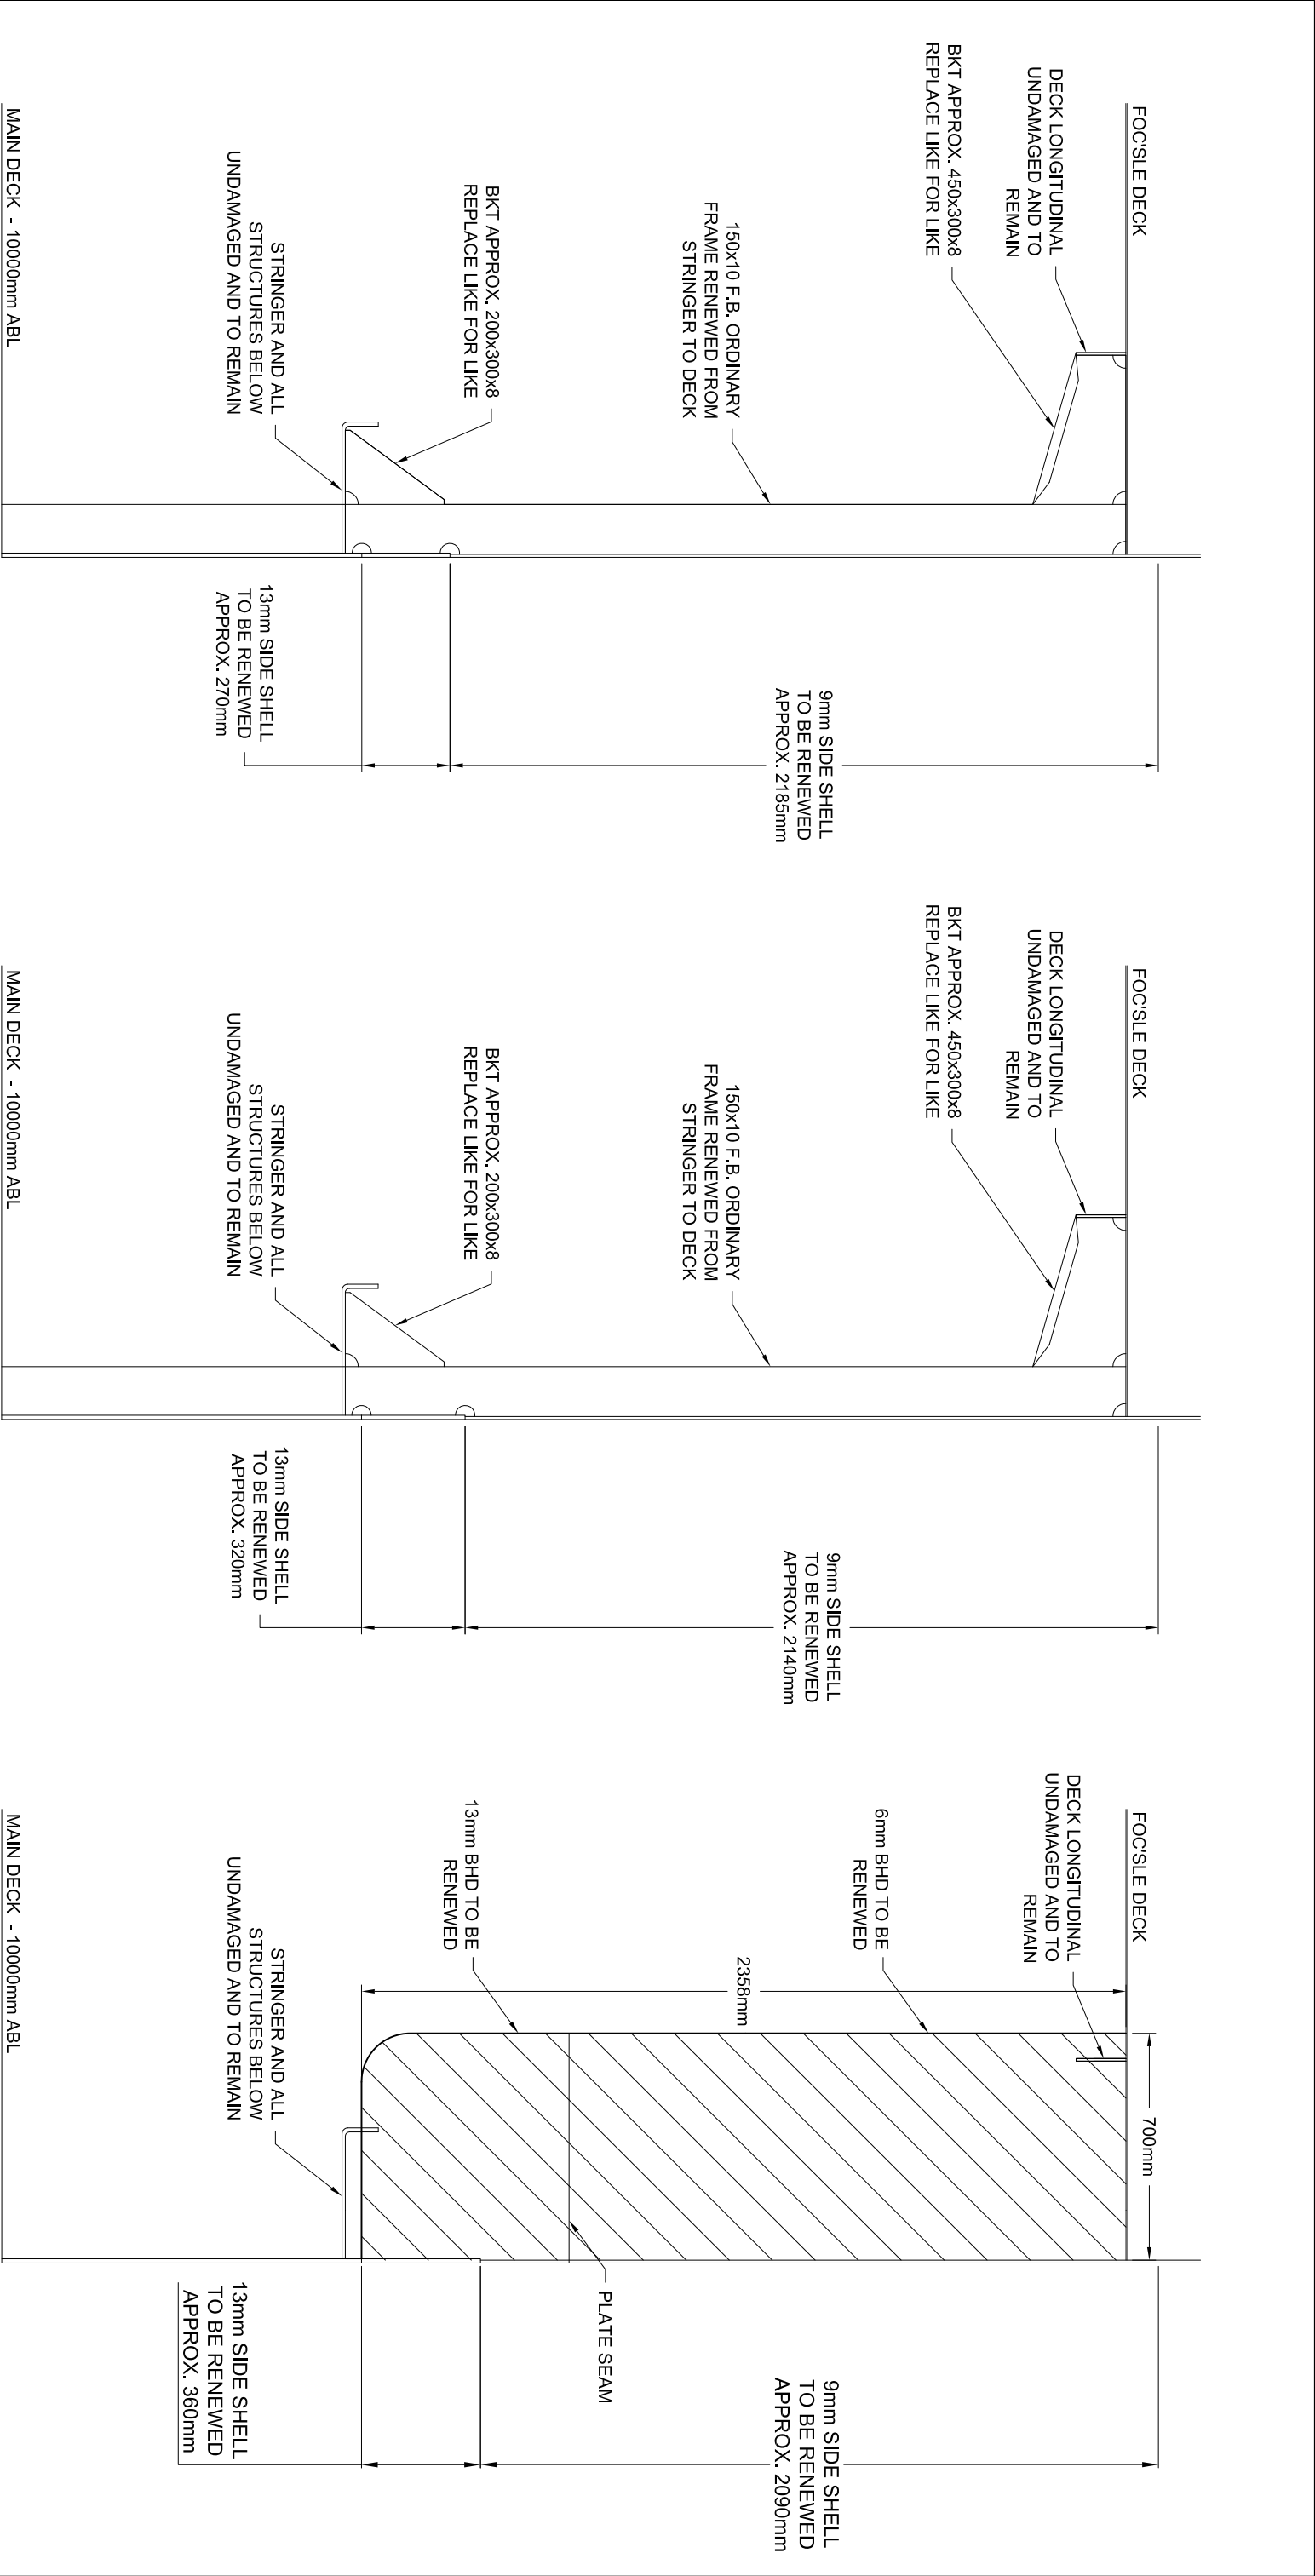 FOC'SLE DECK
DECK LONGITUDINAL
UNDAMAGED AND TO
REMAIN
BKT APPROX. 450x300x8
REPLACE LIKE FOR LIKE
150x10 F.B. ORDINARY
FRAME RENEWED FROM
STRINGER TO DECK
BKT APPROX. 200x300x8
REPLACE LIKE FOR LIKE
STRINGER AND ALL
STRUCTURES BELOW
UNDAMAGED AND TO REMAIN
MAIN DECK - 10000mm ABL
9mm SIDE SHELL
TO BE RENEWED
APPROX. 2185mm
13mm SIDE SHELL
TO BE RENEWED
APPROX. 270mm
FOC'SLE DECK
DECK LONGITUDINAL
UNDAMAGED AND TO
REMAIN
BKT APPROX. 450x300x8
REPLACE LIKE FOR LIKE
150x10 F.B. ORDINARY
FRAME RENEWED FROM
STRINGER TO DECK
BKT APPROX. 200x300x8
REPLACE LIKE FOR LIKE
STRINGER AND ALL
STRUCTURES BELOW
UNDAMAGED AND TO REMAIN
MAIN DECK - 10000mm ABL
9mm SIDE SHELL
TO BE RENEWED
APPROX. 2140mm
13mm SIDE SHELL
TO BE RENEWED
APPROX. 320mm
FOC'SLE DECK
700mm
DECK LONGITUDINAL
UNDAMAGED AND TO
REMAIN
6mm BHD TO BE
RENEWED
2358mm
13mm BHD TO BE
RENEWED
PLATE SEAM
STRINGER AND ALL
STRUCTURES BELOW
UNDAMAGED AND TO REMAIN
MAIN DECK - 10000mm ABL
9mm SIDE SHELL
TO BE RENEWED
APPROX. 2090mm
13mm SIDE SHELL
TO BE RENEWED
APPROX. 360mm